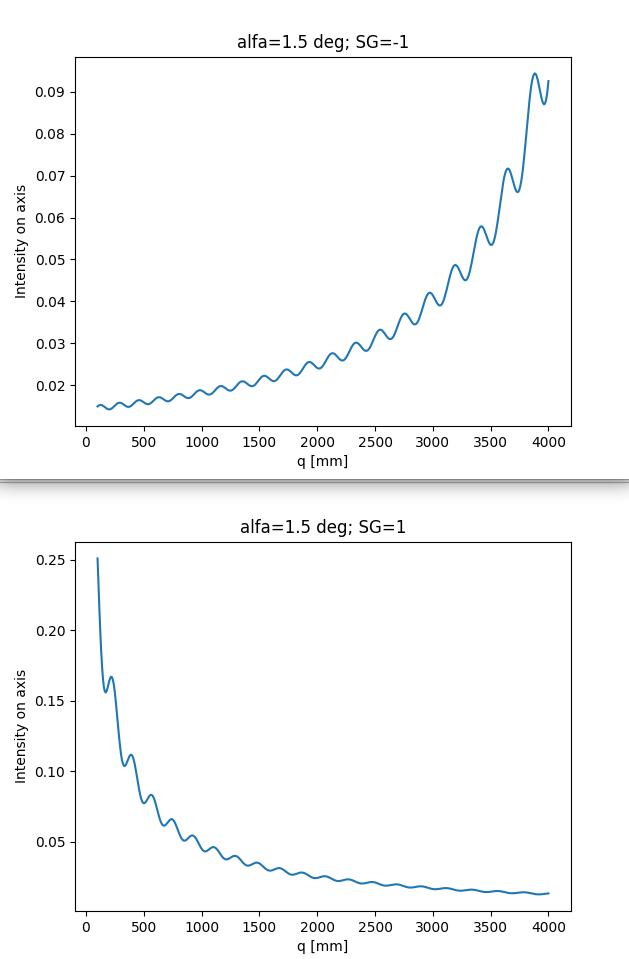 alfa=1.5 deg; SG=-1
Intensity on axis
0.09
0.08
0.07
0.06
0.05
0.04
0.03
0.02
0 500 1000 1500 2000 2500 3000 3500 4000
q [mm]
alfa=1.5 deg; SG=1
Intensity on axis
0.25
0.20
0.15
0.10
0.05
0 500 1000 1500 2000 2500 3000 3500 4000
q [mm]